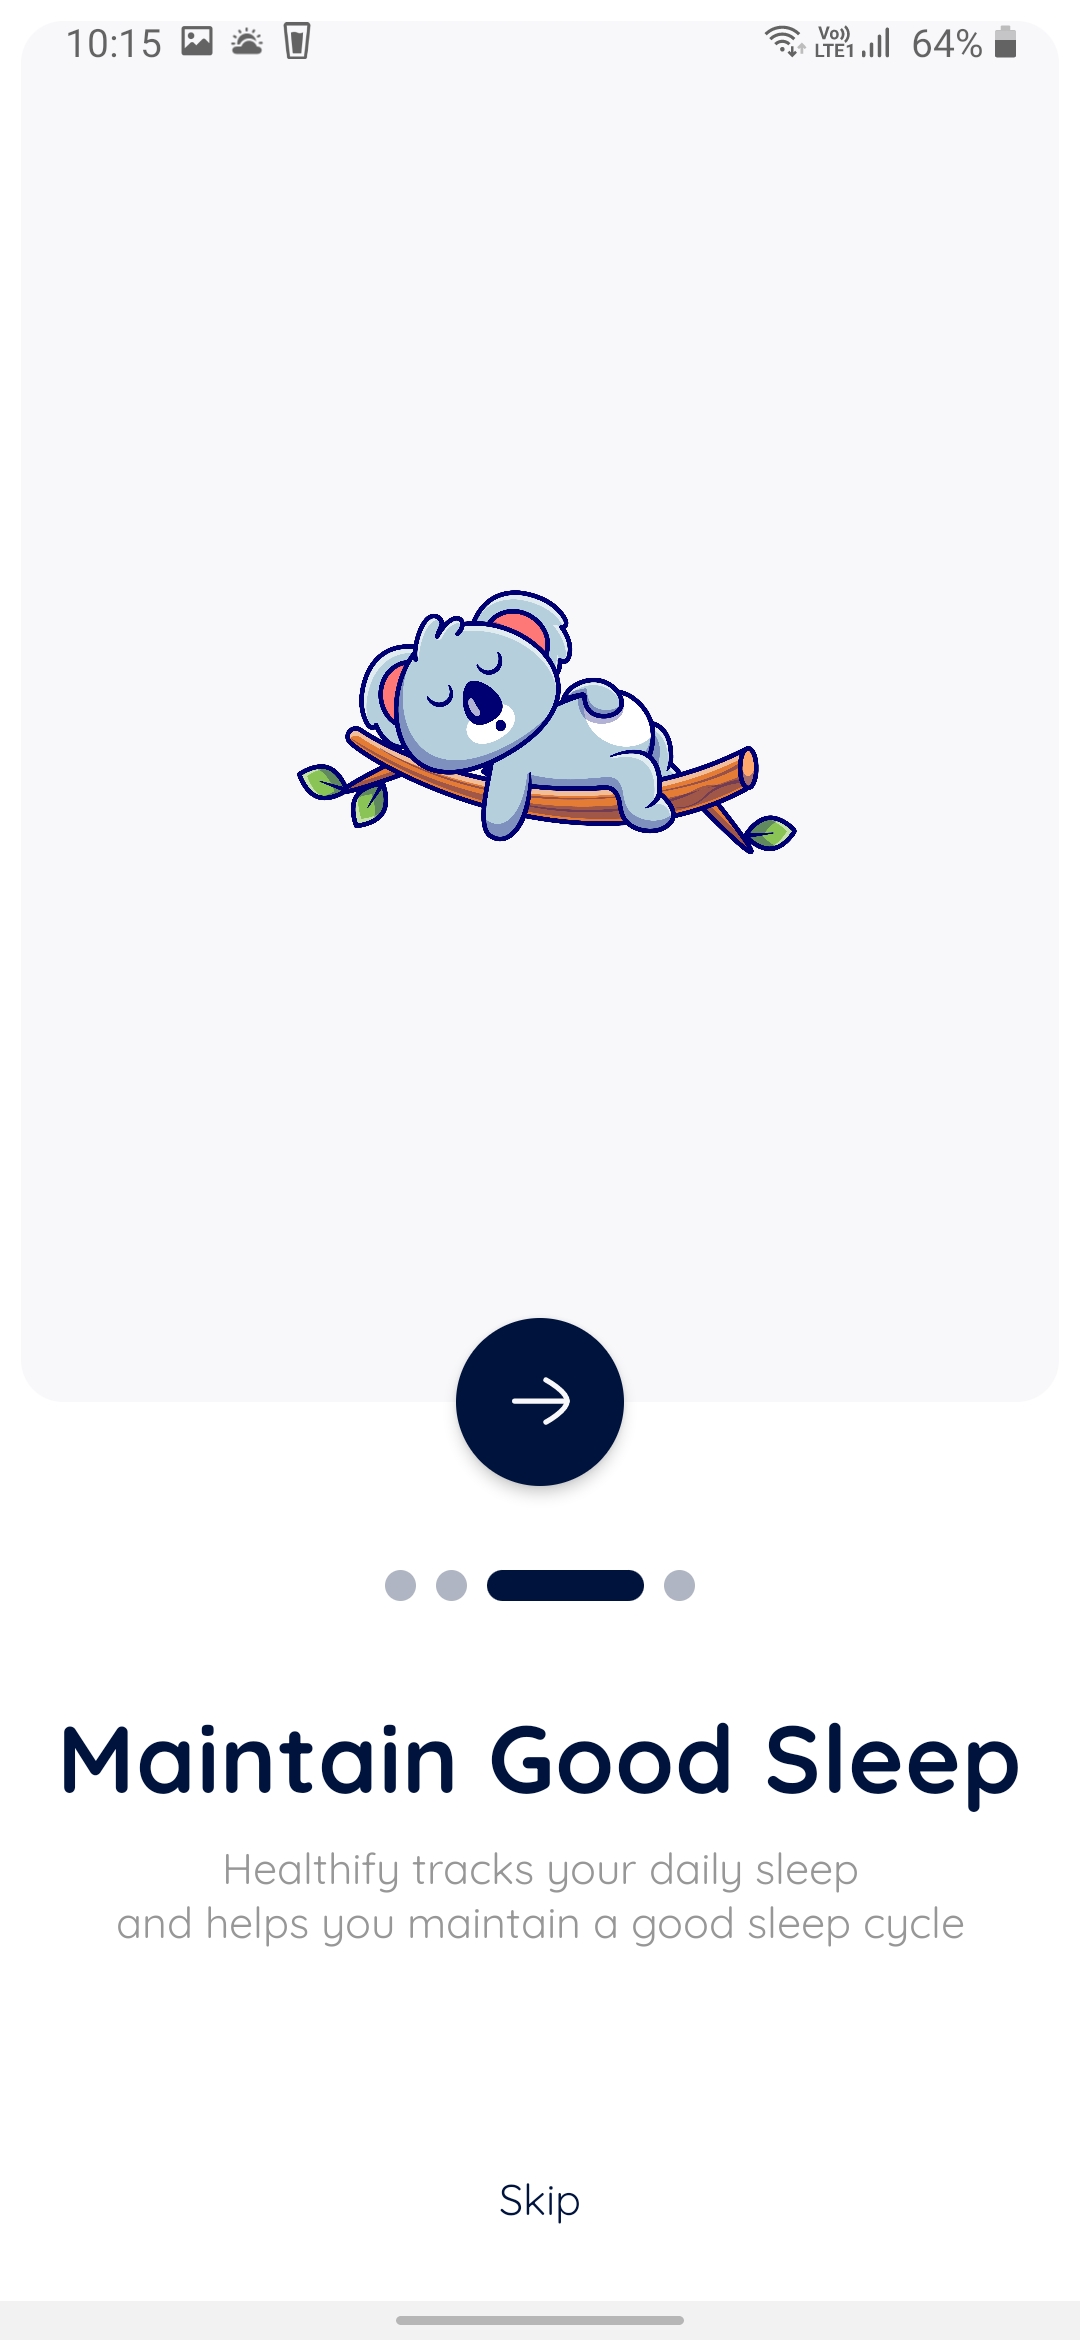 10:15
Vo)) LTE1
64%
Maintain Good Sleep
Healthify tracks your daily sleep
and helps you maintain a good sleep cycle
Skip